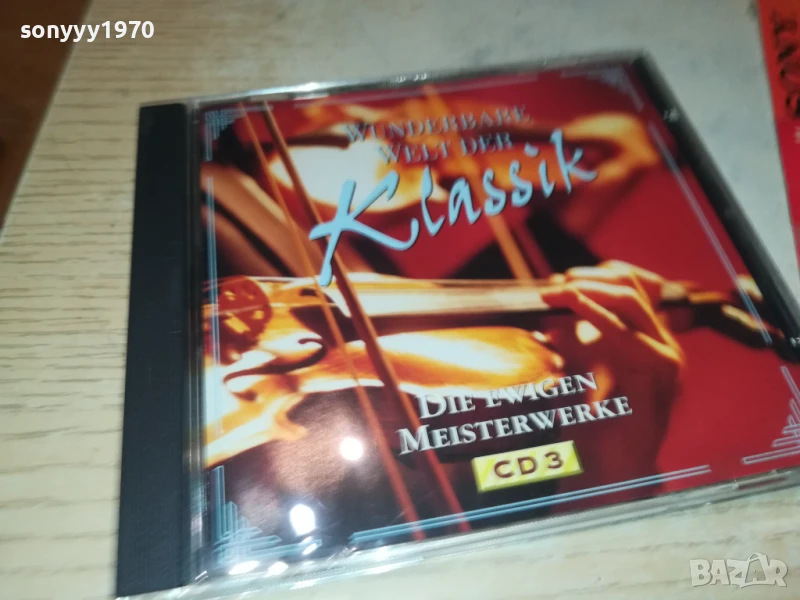 sonyyy1970
WUNDERBARE
WELT DER
Klassik
DIE EWIGEN
MEISTERWERKE
CD 3
BAZAR